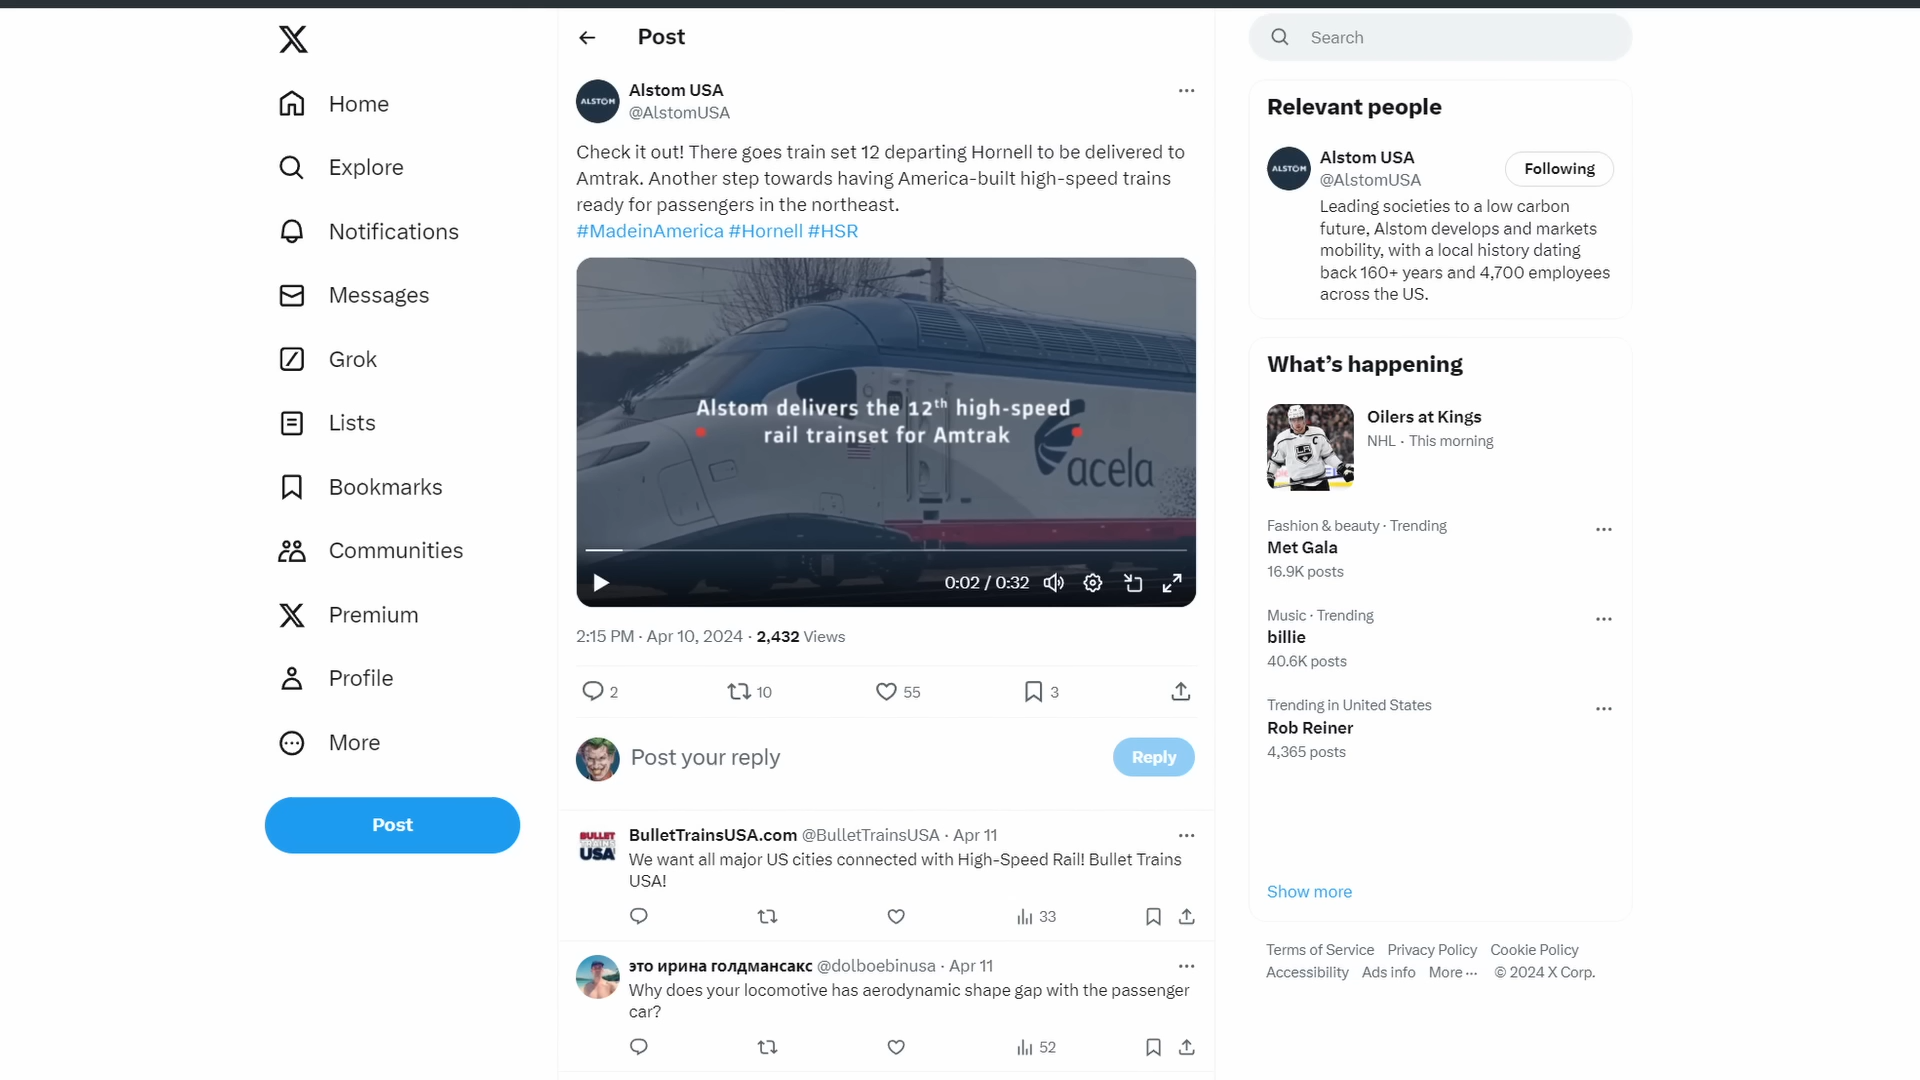 Post
Search
Home
Explore
Notifications
Messages
Grok
Lists
Bookmarks
Communities
Premium
Profile
More
Post
ALSTOM
Alstom USA
@AlstomUSA
Check it out! There goes train set 12 departing Hornell to be delivered to
Amtrak. Another step towards having America-built high-speed trains
ready for passengers in the northeast.
#MadeinAmerica #Hornell #HSR
Alstom delivers the 12th high-speed
rail trainset for Amtrak
acela
0:02 / 0:32
2:15 PM · Apr 10, 2024 · 2,432 Views
2
10
55
3
Post your reply
Reply
BULLET
TRAINS
USA
BulletTrainsUSA.com @BulletTrainsUSA · Apr 11
We want all major US cities connected with High-Speed Rail! Bullet Trains
USA!
33
это ирина голдмансакс @dolboebinusa · Apr 11
Why does your locomotive has aerodynamic shape gap with the passenger
car?
52
Relevant people
ALSTOM
Alstom USA
@AlstomUSA
Following
Leading societies to a low carbon
future, Alstom develops and markets
mobility, with a local history dating
back 160+ years and 4,700 employees
across the US.
What's happening
Oilers at Kings
NHL · This morning
Fashion & beauty · Trending
Met Gala
16.9K posts
Music · Trending
billie
40.6K posts
Trending in United States
Rob Reiner
4,365 posts
Show more
Terms of Service Privacy Policy Cookie Policy
Accessibility Ads info More ··· © 2024 X Corp.